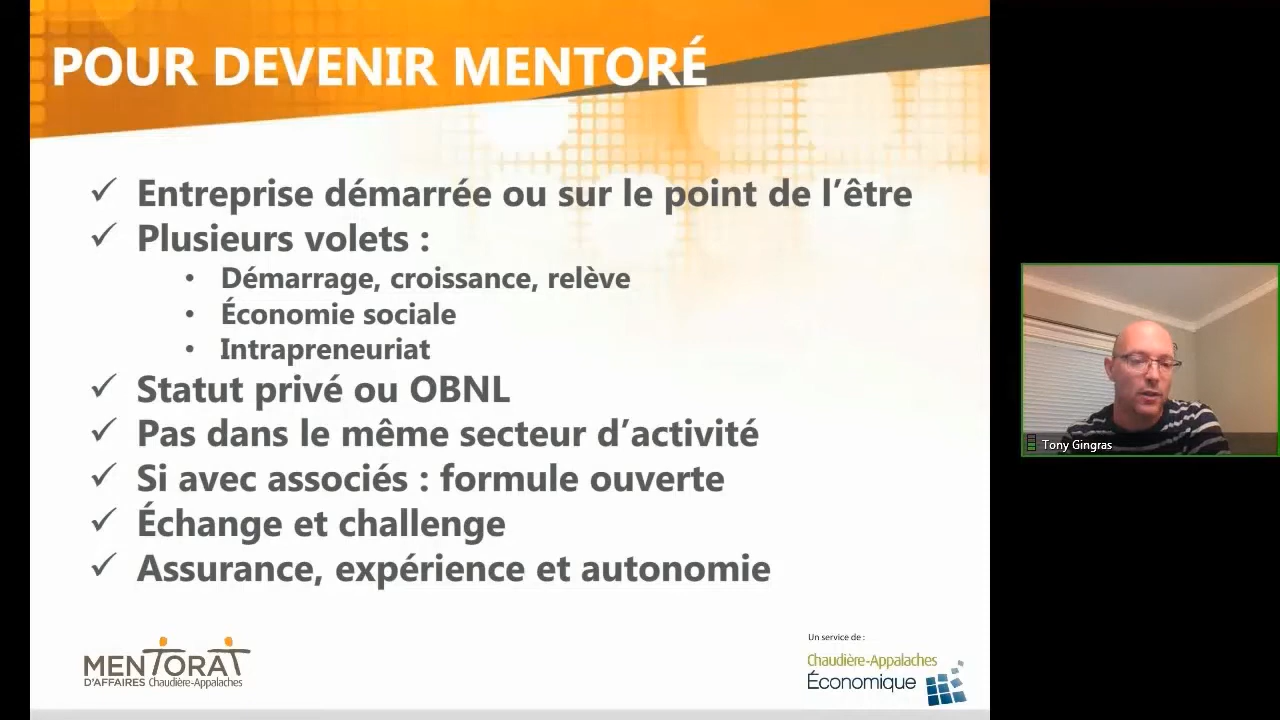 POUR DEVENIR MENTORÉ
✓ Entreprise démarrée ou sur le point de l’être
✓ Plusieurs volets :
• Démarrage, croissance, relève
• Économie sociale
• Intrapreneuriat
✓ Statut privé ou OBNL
✓ Pas dans le même secteur d’activité
✓ Si avec associés : formule ouverte
✓ Échange et challenge
✓ Assurance, expérience et autonomie
MENTORAT
D'AFFAIRES Chaudière-Appalaches
Un service de :
Chaudière-Appalaches
Économique
Tony Gingras